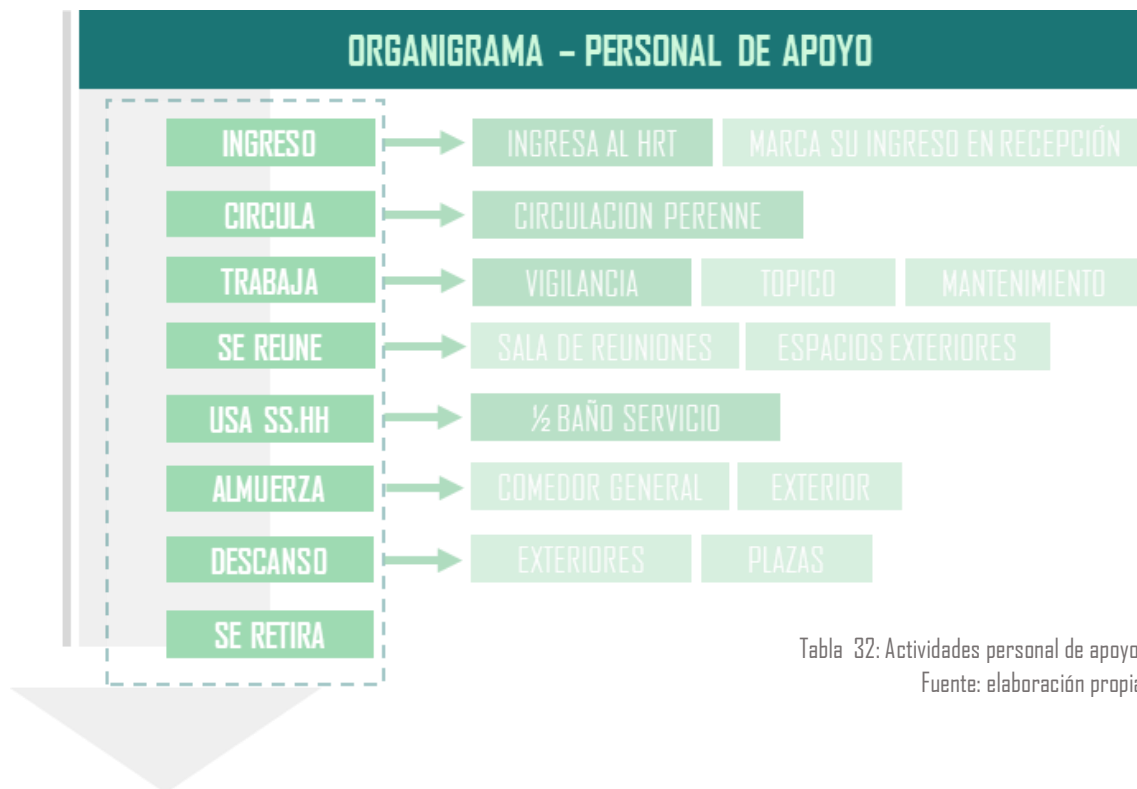 ORGANIGRAMA – PERSONAL DE APOYO
INGRESO INGRESA AL HRT MARCA SU INGRESO EN RECEPCIÓN
CIRCULA CIRCULACION PERENNE
TRABAJA VIGILANCIA TOPICO MANTENIMIENTO
SE REUNE SALA DE REUNIONES ESPACIOS EXTERIORES
USA SS.HH ½ BAÑO SERVICIO
ALMUERZA COMEDOR GENERAL EXTERIOR
DESCANSO EXTERIORES PLAZAS
SE RETIRA
Tabla 32: Actividades personal de apoyo
Fuente: elaboración propia